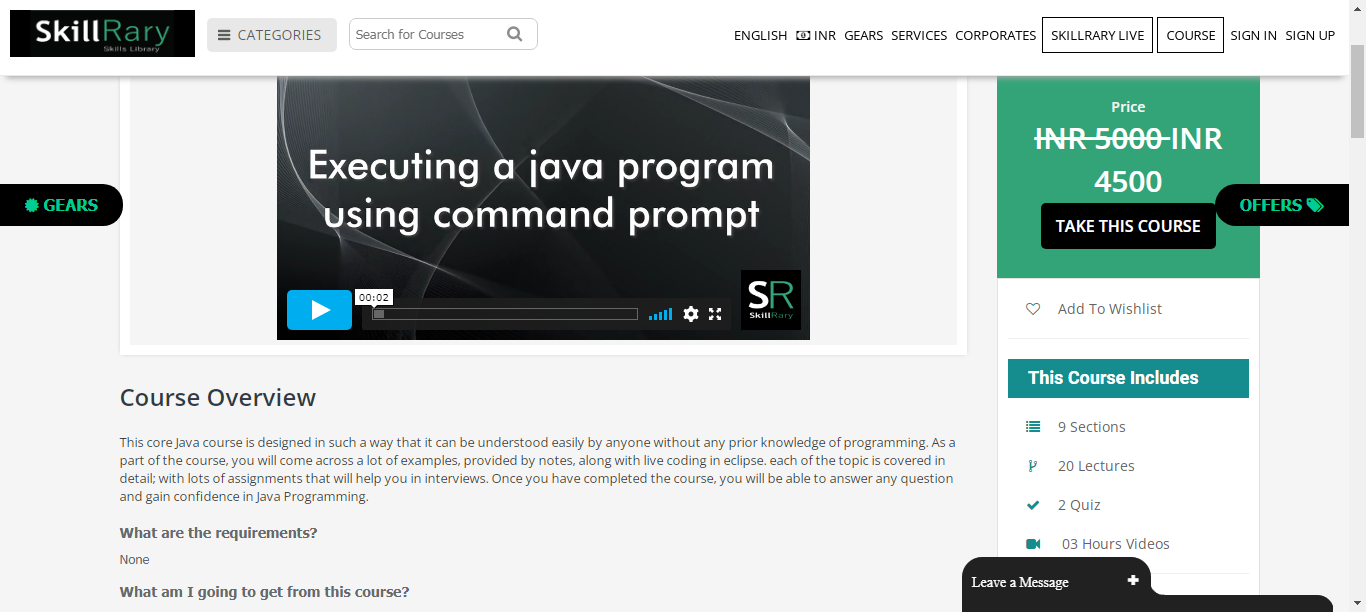 SkillRary
Skills Library
CATEGORIES
Search for Courses
ENGLISH INR GEARS SERVICES CORPORATES SKILLRARY LIVE COURSE SIGN IN SIGN UP
GEARS
Executing a java program
using command prompt
00:02
SR
SkillRary
Price
INR 5000 INR
4500
TAKE THIS COURSE
OFFERS
Add To Wishlist
This Course Includes
9 Sections
20 Lectures
2 Quiz
03 Hours Videos
Course Overview
This core Java course is designed in such a way that it can be understood easily by anyone without any prior knowledge of programming. As a
part of the course, you will come across a lot of examples, provided by notes, along with live coding in eclipse. each of the topic is covered in
detail; with lots of assignments that will help you in interviews. Once you have completed the course, you will be able to answer any question
and gain confidence in Java Programming.
What are the requirements?
None
What am I going to get from this course?
Leave a Message